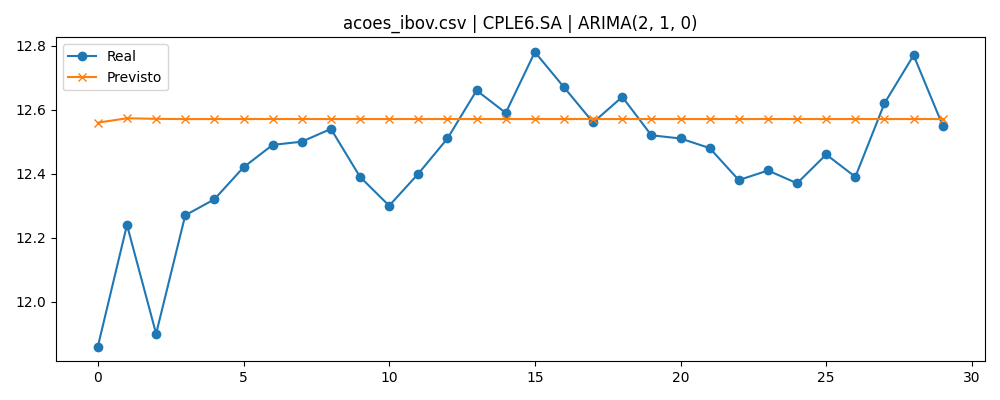 acoes_ibov.csv | CPLE6.SA | ARIMA(2, 1, 0)
Real
Previsto
12.8
12.6
12.4
12.2
12.0
0 5 10 15 20 25 30